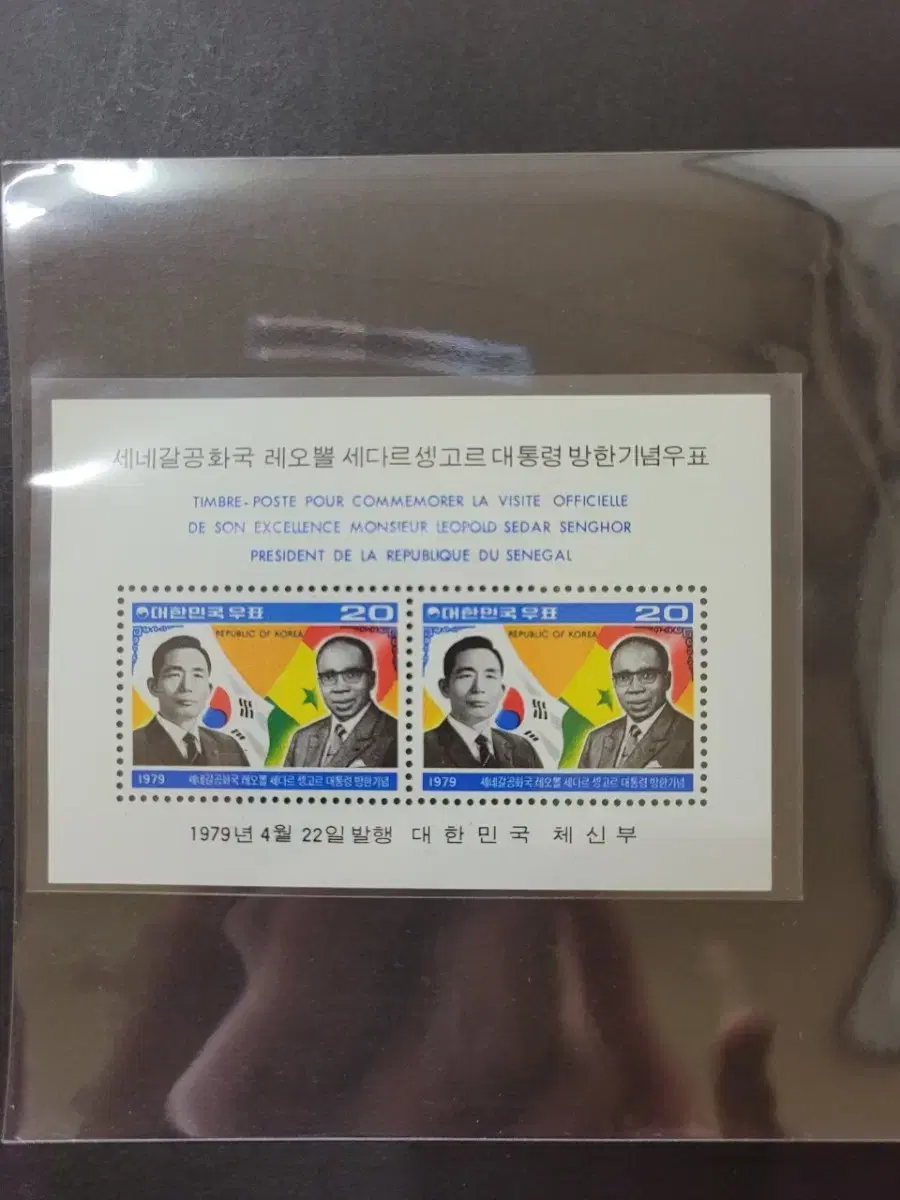 세네갈공화국 레오뽈 세다르셍고르대통령방한기념우표
TIMBRE-POSTE POUR COMMEMORER LA VISITE OFFICIELLE
DE SON EXCELLENCE MONSIEUR LEOPOLD SEDAR SENGHOR
PRESIDENT DE LA REPUBLIQUE DU SENEGAL
대한민국우표 20
REPUBLIC OF KOREA
1979 세네갈공화국 레오뽈 세다르 셍고르 대통령 방한기념
대한민국우표 20
REPUBLIC OF KOREA
1979 세네갈공화국 레오뽈 세다르 셍고르 대통령 방한기념
1979년 4월 22일발행 대한민국 체신부